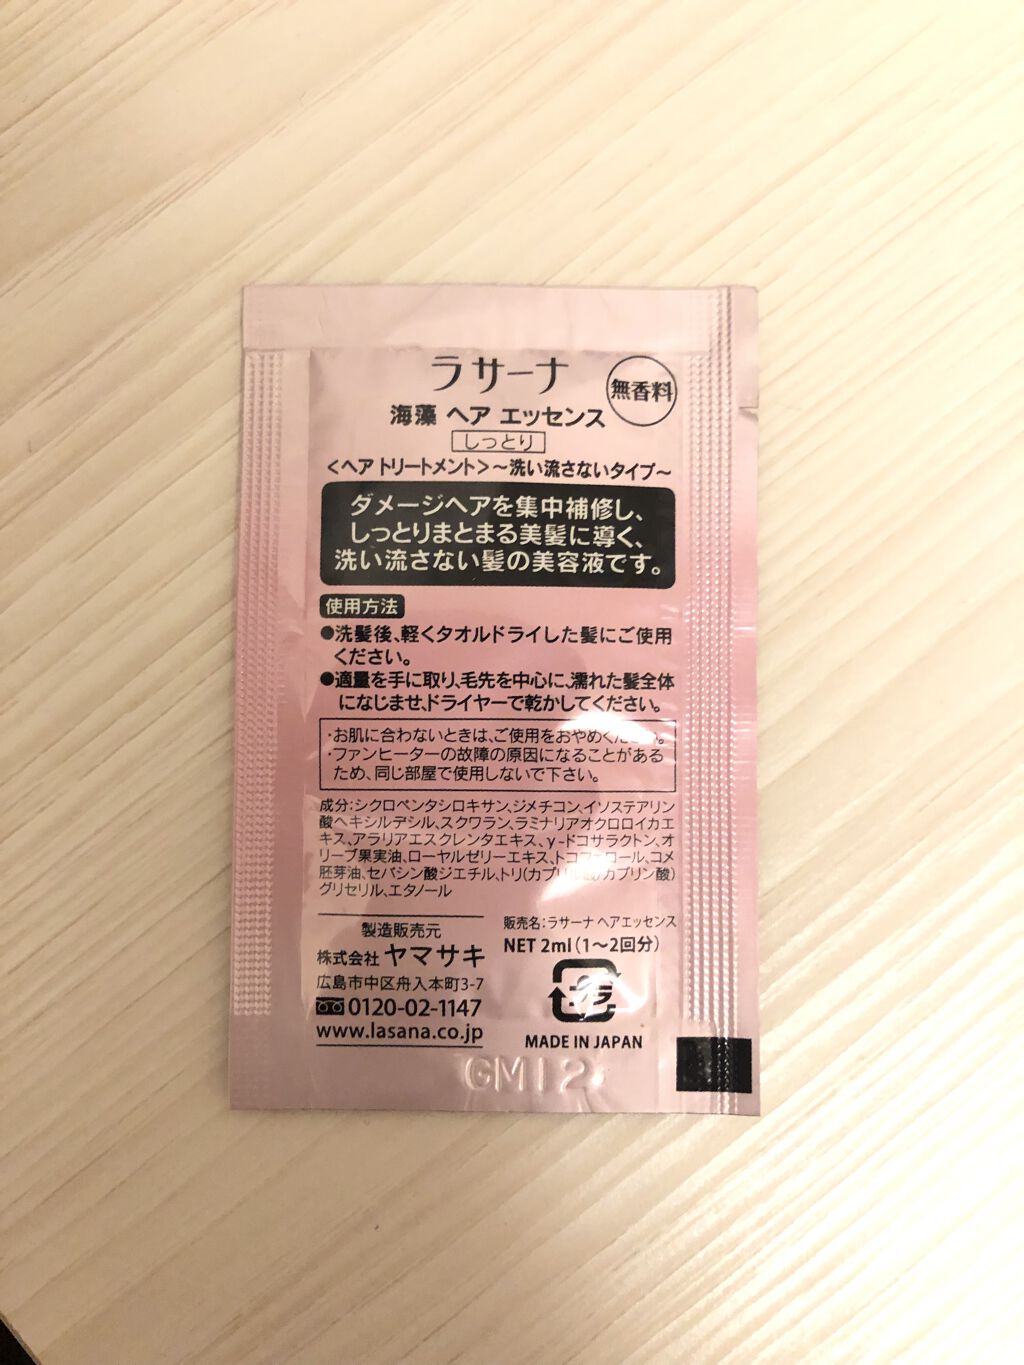 ラサーナ
無香料
海藻 ヘア エッセンス
しっとり
<ヘア トリートメント>〜洗い流さないタイプ〜
ダメージヘアを集中補修し、
しっとりまとまる美髪に導く、
洗い流さない髪の美容液です。
使用方法
●洗髪後、軽くタオルドライした髪にご使用
ください。
●適量を手に取り、毛先を中心に、濡れた髪全体
になじませ、ドライヤーで乾かしてください。
・お肌に合わないときは、ご使用をおやめください。
・ファンヒーターの故障の原因になることがある
ため、同じ部屋で使用しないで下さい。
成分:シクロペンタシロキサン、ジメチコン、イソステアリン
酸ヘキシルデシル、スクワラン、ラミナリアオクロロイカエ
キス、アラリアエスクレンタエキス、γ-ドコサラクトン、オ
リーブ果実油、ローヤルゼリーエキス、トコフェロール、コメ
胚芽油、セバシン酸ジエチル、トリ(カプリル酸/カプリン酸)
グリセリル、エタノール
製造販売元
株式会社 ヤマサキ
広島市中区舟入本町3-7
0120-02-1147
www.lasana.co.jp
販売名:ラサーナ ヘアエッセンス
NET 2ml(1〜2回分)
プラ
MADE IN JAPAN
GM12